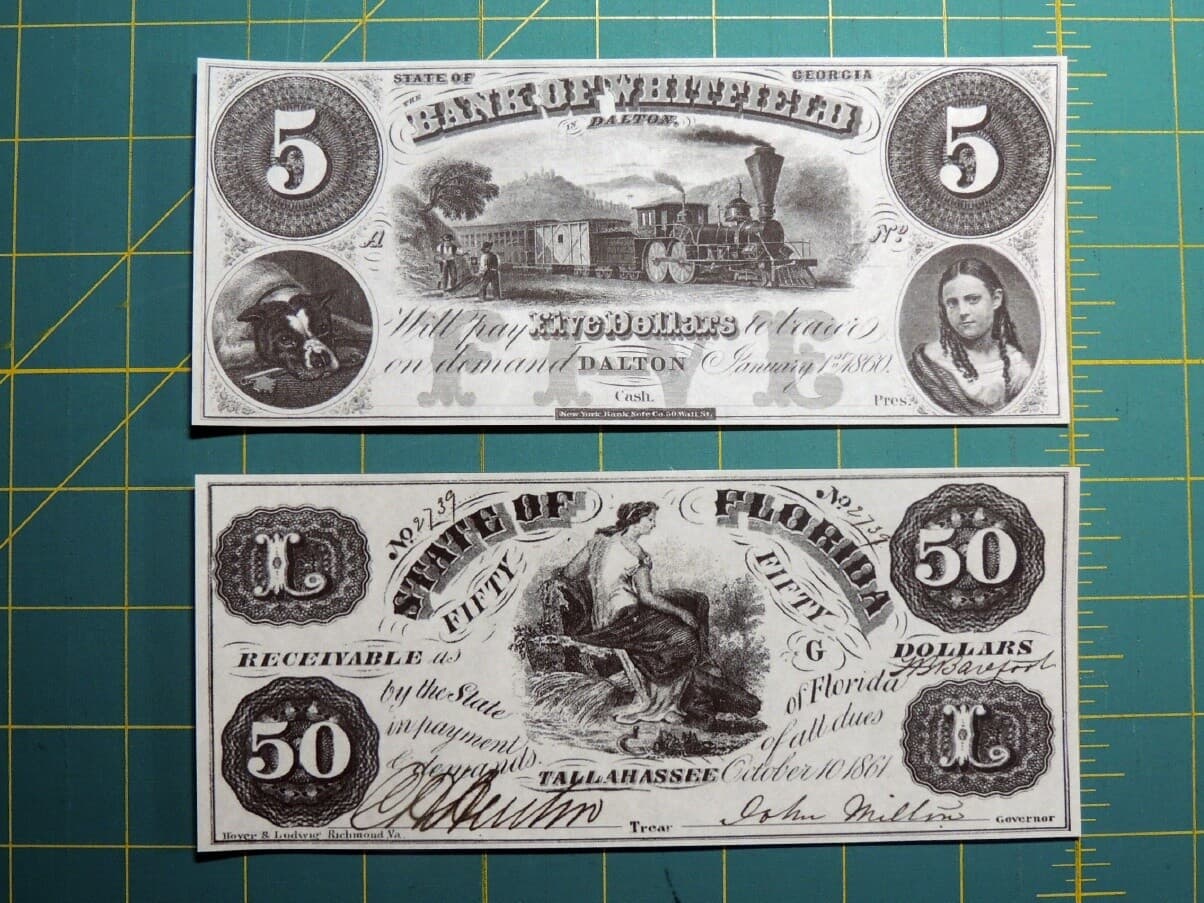 STATE OF GEORGIA
5 THE BANK OF WHITFIELD 5
IN DALTON,
A Nº
Will pay Five Dollars to bearer
on demand DALTON January 1st 1860.
FIVE
Cash. Pres.
New York Bank Note Co. 50 Wall St.
No 2739 No 2739
L STATE OF FLORIDA 50
FIFTY FIFTY
RECEIVABLE as G DOLLARS
by the State of Florida
50 in payment of all dues L
& demands.
TALLAHASSEE October 10 1861
Trear John Milton Governor
Hoyer & Ludwig Richmond Va.